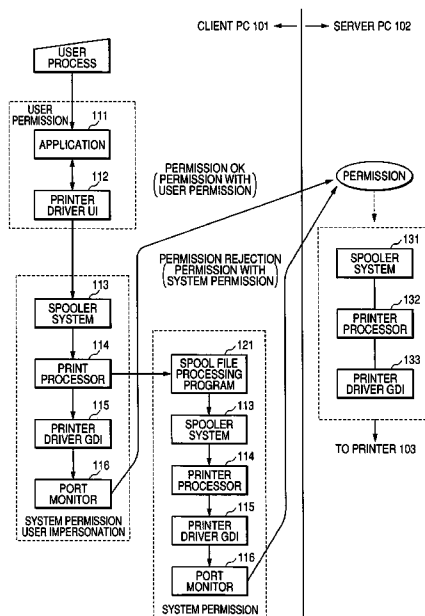 CLIENT PC 101
SERVER PC 102
USER
PROCESS
USER
PERMISSION
111
APPLICATION
112
PRINTER
DRIVER UI
PERMISSION OK
(PERMISSION WITH
USER PERMISSION)
PERMISSION
PERMISSION REJECTION
(PERMISSION WITH
SYSTEM PERMISSION)
113
SPOOLER
SYSTEM
114
PRINT
PROCESSOR
115
PRINTER
DRIVER GDI
116
PORT
MONITOR
SYSTEM PERMISSION
USER IMPERSONATION
121
SPOOL FILE
PROCESSING
PROGRAM
113
SPOOLER
SYSTEM
114
PRINTER
PROCESSOR
115
PRINTER
DRIVER GDI
116
PORT
MONITOR
SYSTEM PERMISSION
131
SPOOLER
SYSTEM
132
PRINTER
PROCESSOR
133
PRINTER
DRIVER GDI
TO PRINTER 103